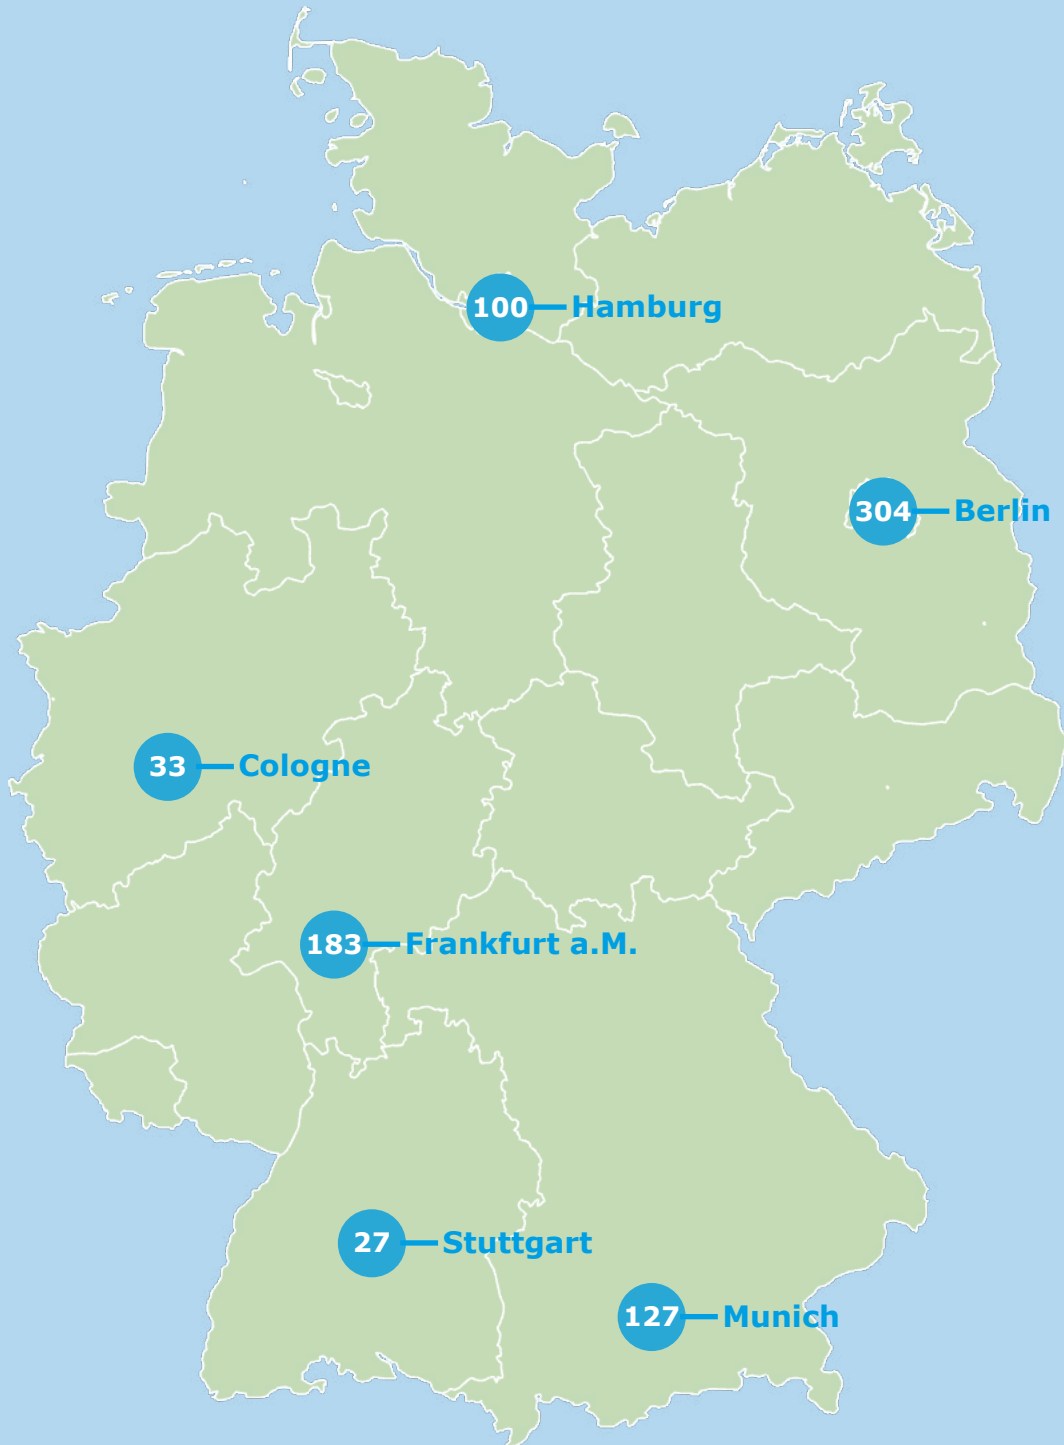 100 Hamburg
304 Berlin
33 Cologne
183 Frankfurt a.M.
27 Stuttgart
127 Munich